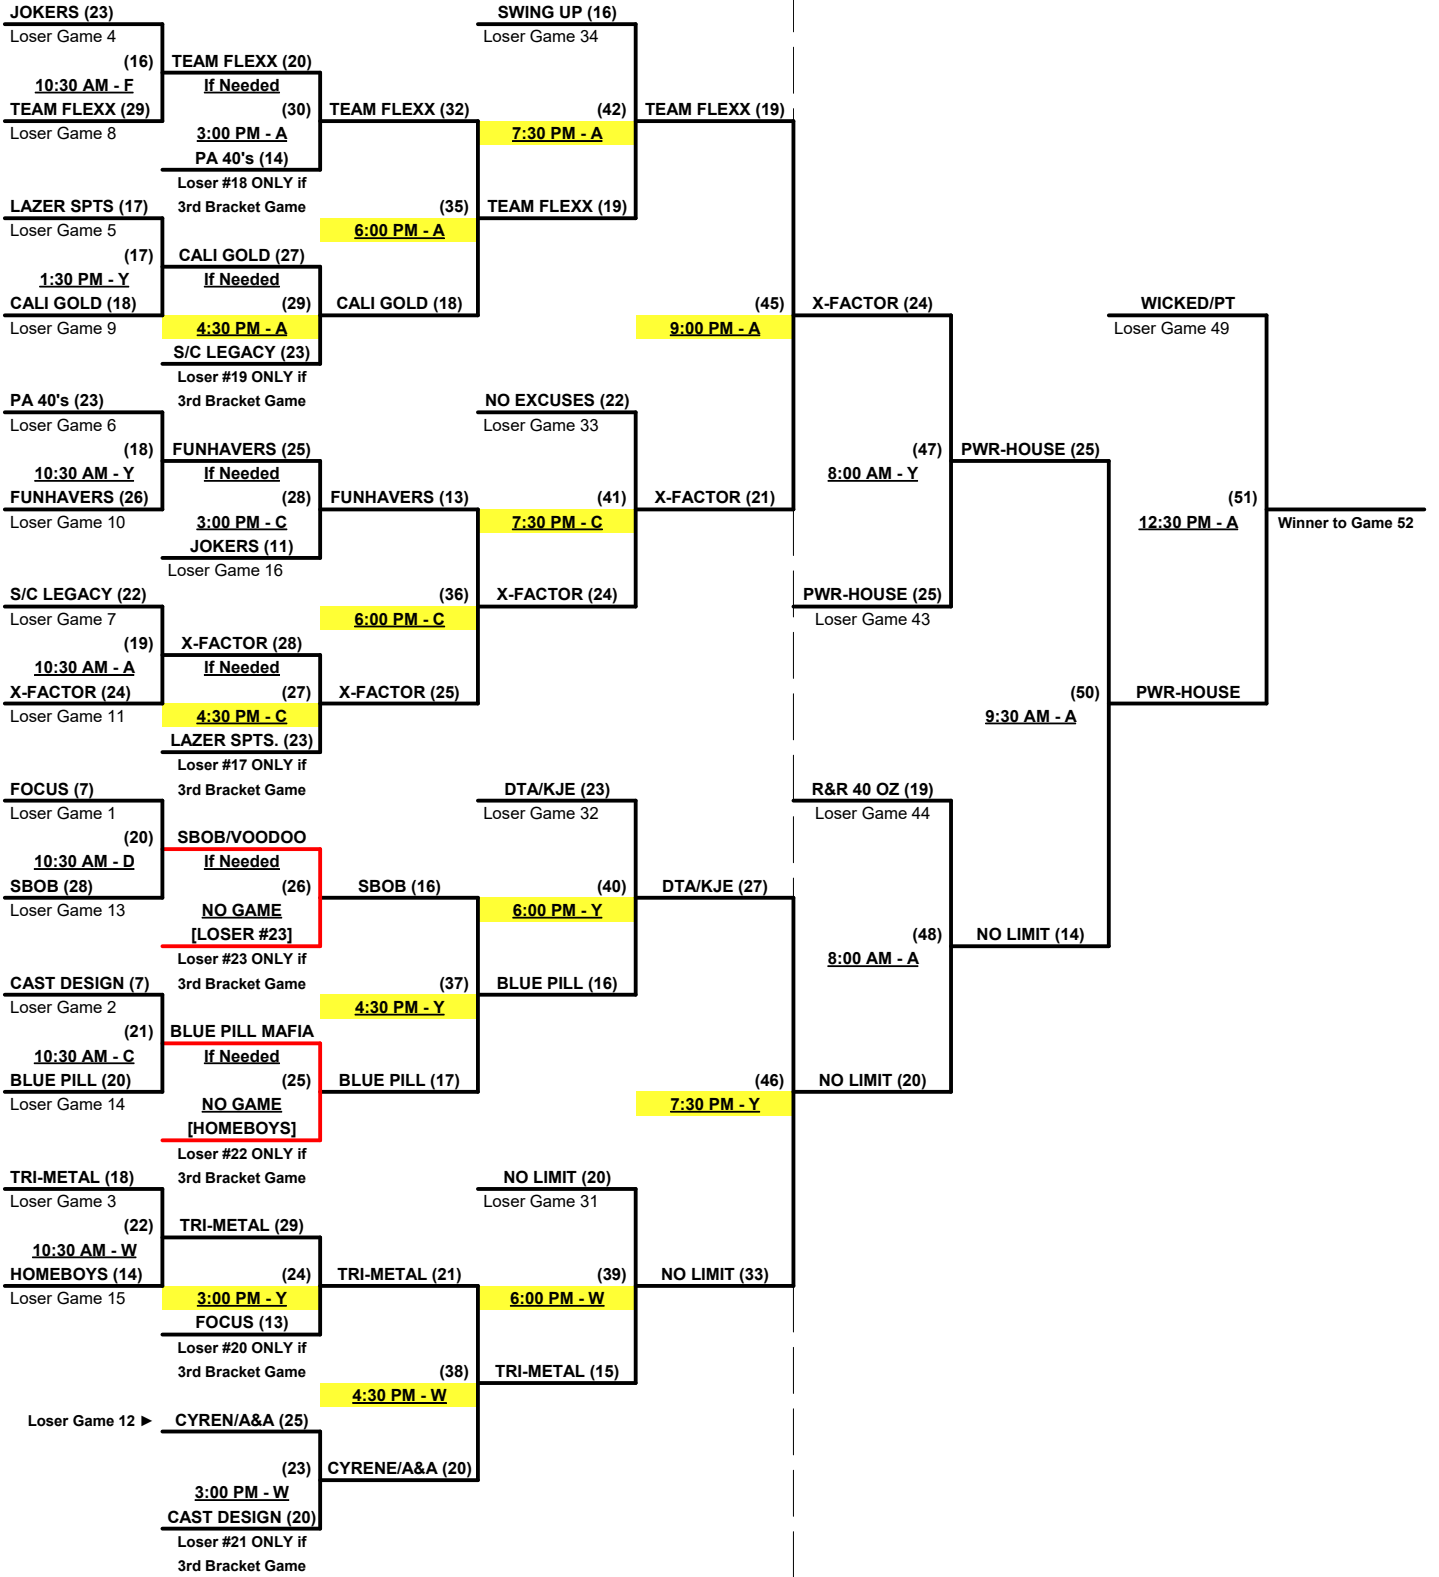 JOKERS (23)
Loser Game 4
(16)
10:30 AM - F
TEAM FLEXX (29)
Loser Game 8
TEAM FLEXX (20)
If Needed
(30)
3:00 PM - A
PA 40's (14)
Loser #18 ONLY if
3rd Bracket Game
LAZER SPTS (17)
Loser Game 5
(17)
1:30 PM - Y
CALI GOLD (18)
Loser Game 9
CALI GOLD (27)
If Needed
(29)
4:30 PM - A
S/C LEGACY (23)
Loser #19 ONLY if
3rd Bracket Game
TEAM FLEXX (32)
(35)
6:00 PM - A
CALI GOLD (18)
SWING UP (16)
Loser Game 34
(42)
7:30 PM - A
TEAM FLEXX (19)
TEAM FLEXX (19)
PA 40's (23)
Loser Game 6
(18)
10:30 AM - Y
FUNHAVERS (26)
Loser Game 10
FUNHAVERS (25)
If Needed
(28)
3:00 PM - C
JOKERS (11)
Loser Game 16
S/C LEGACY (22)
Loser Game 7
(19)
10:30 AM - A
X-FACTOR (24)
Loser Game 11
X-FACTOR (28)
If Needed
(27)
4:30 PM - C
LAZER SPTS. (23)
Loser #17 ONLY if
3rd Bracket Game
FUNHAVERS (13)
(36)
6:00 PM - C
X-FACTOR (25)
NO EXCUSES (22)
Loser Game 33
(41)
7:30 PM - C
X-FACTOR (24)
X-FACTOR (21)
(45)
9:00 PM - A
X-FACTOR (24)
(47)
8:00 AM - Y
PWR-HOUSE (25)
Loser Game 43
PWR-HOUSE (25)
FOCUS (7)
Loser Game 1
(20)
10:30 AM - D
SBOB (28)
Loser Game 13
SBOB/VOODOO
If Needed
(26)
NO GAME
[LOSER #23]
Loser #23 ONLY if
3rd Bracket Game
CAST DESIGN (7)
Loser Game 2
(21)
10:30 AM - C
BLUE PILL (20)
Loser Game 14
BLUE PILL MAFIA
If Needed
(25)
NO GAME
[HOMEBOYS]
Loser #22 ONLY if
3rd Bracket Game
SBOB (16)
(37)
4:30 PM - Y
BLUE PILL (17)
DTA/KJE (23)
Loser Game 32
(40)
6:00 PM - Y
BLUE PILL (16)
DTA/KJE (27)
TRI-METAL (18)
Loser Game 3
(22)
10:30 AM - W
HOMEBOYS (14)
Loser Game 15
TRI-METAL (29)
(24)
3:00 PM - Y
FOCUS (13)
Loser #20 ONLY if
3rd Bracket Game
Loser Game 12 ►
CYREN/A&A (25)
(23)
3:00 PM - W
CAST DESIGN (20)
Loser #21 ONLY if
3rd Bracket Game
TRI-METAL (21)
(38)
4:30 PM - W
CYRENE/A&A (20)
NO LIMIT (20)
Loser Game 31
(39)
6:00 PM - W
TRI-METAL (15)
NO LIMIT (33)
(46)
7:30 PM - Y
R&R 40 OZ (19)
Loser Game 44
(48)
8:00 AM - A
NO LIMIT (20)
NO LIMIT (14)
(50)
9:30 AM - A
WICKED/PT
Loser Game 49
(51)
12:30 PM - A
PWR-HOUSE
Winner to Game 52